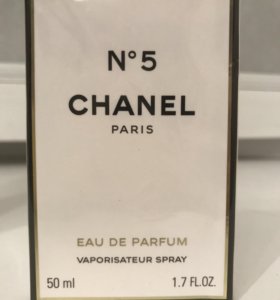 N°5
CHANEL
PARIS
EAU DE PARFUM
VAPORISATEUR SPRAY
50 ml 1.7 FL.OZ.